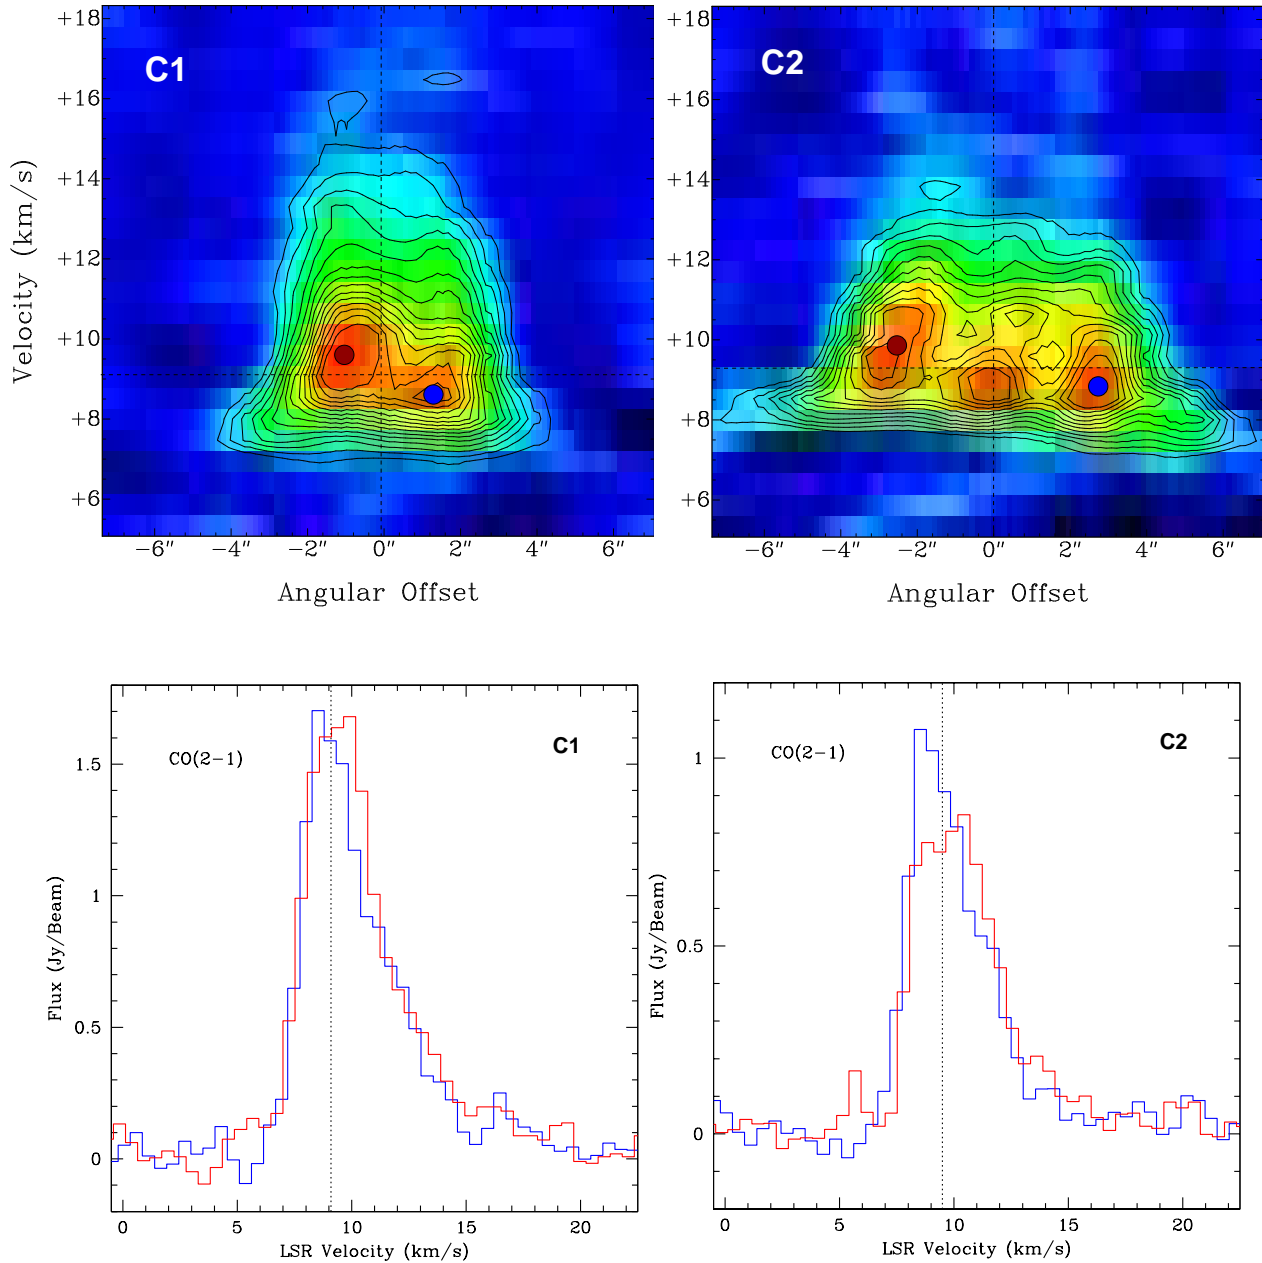 C1
+18
+16
+14
+12
+10
+8
+6
Velocity (km/s)
−6″ −4″ −2″ 0″ 2″ 4″ 6″
Angular Offset
C2
+18
+16
+14
+12
+10
+8
+6
−6″ −4″ −2″ 0″ 2″ 4″ 6″
Angular Offset
CO(2−1)
C1
1.5
1
0.5
0
Flux (Jy/Beam)
0 5 10 15 20
LSR Velocity (km/s)
CO(2−1)
C2
1
0.5
0
Flux (Jy/Beam)
0 5 10 15 20
LSR Velocity (km/s)